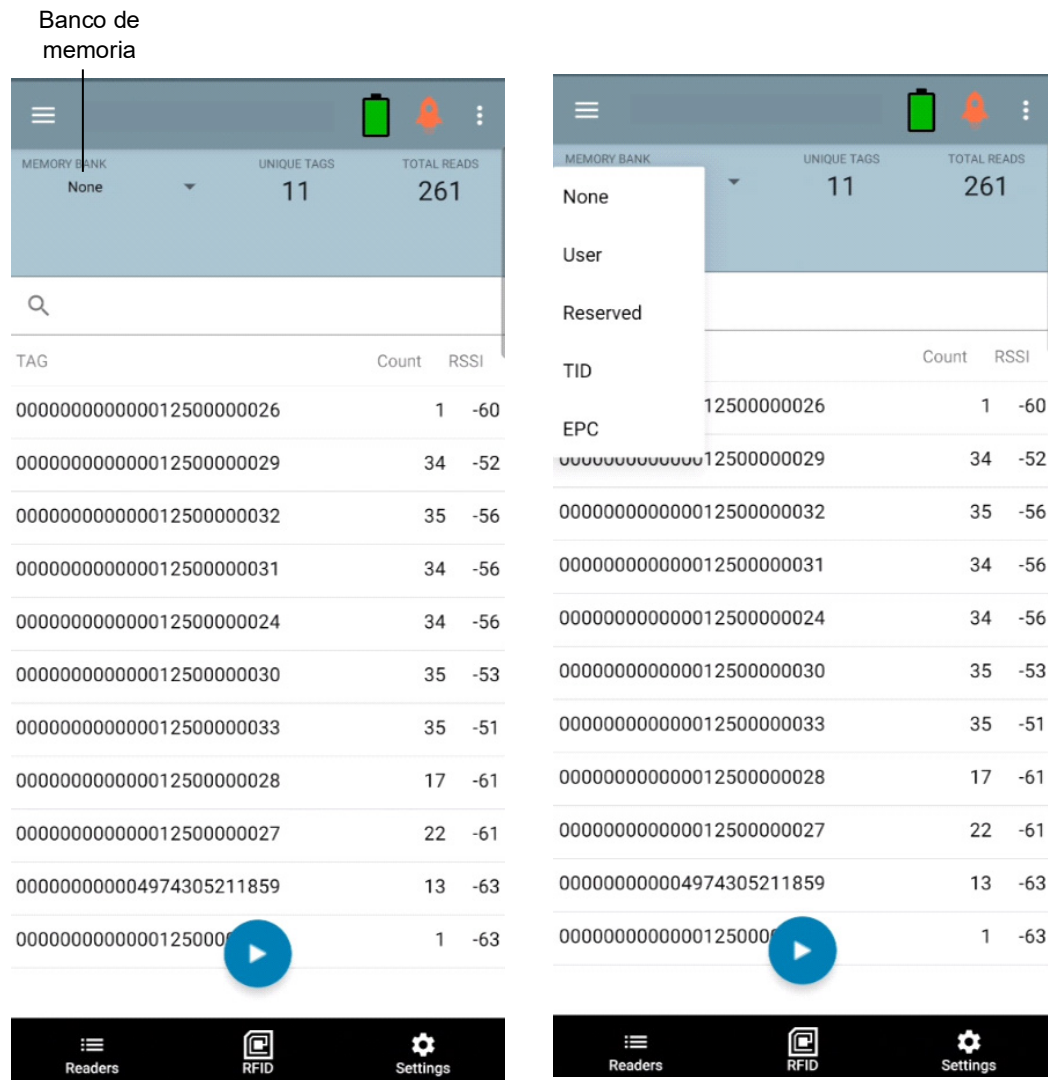 Banco de
memoria
MEMORY BANK
None
UNIQUE TAGS
11
TOTAL READS
261
TAG Count RSSI
000000000000012500000026 1 -60
000000000000012500000029 34 -52
000000000000012500000032 35 -56
000000000000012500000031 34 -56
000000000000012500000024 34 -56
000000000000012500000030 35 -53
000000000000012500000033 35 -51
000000000000012500000028 17 -61
000000000000012500000027 22 -61
000000000004974305211859 13 -63
0000000000000125000 1 -63
Readers RFID Settings
MEMORY BANK
UNIQUE TAGS
11
TOTAL READS
261
None
User
Reserved
TID
EPC
Count RSSI
12500000026 1 -60
000000000000012500000029 34 -52
000000000000012500000032 35 -56
000000000000012500000031 34 -56
000000000000012500000024 34 -56
000000000000012500000030 35 -53
000000000000012500000033 35 -51
000000000000012500000028 17 -61
000000000000012500000027 22 -61
000000000004974305211859 13 -63
0000000000000125000 1 -63
Readers RFID Settings